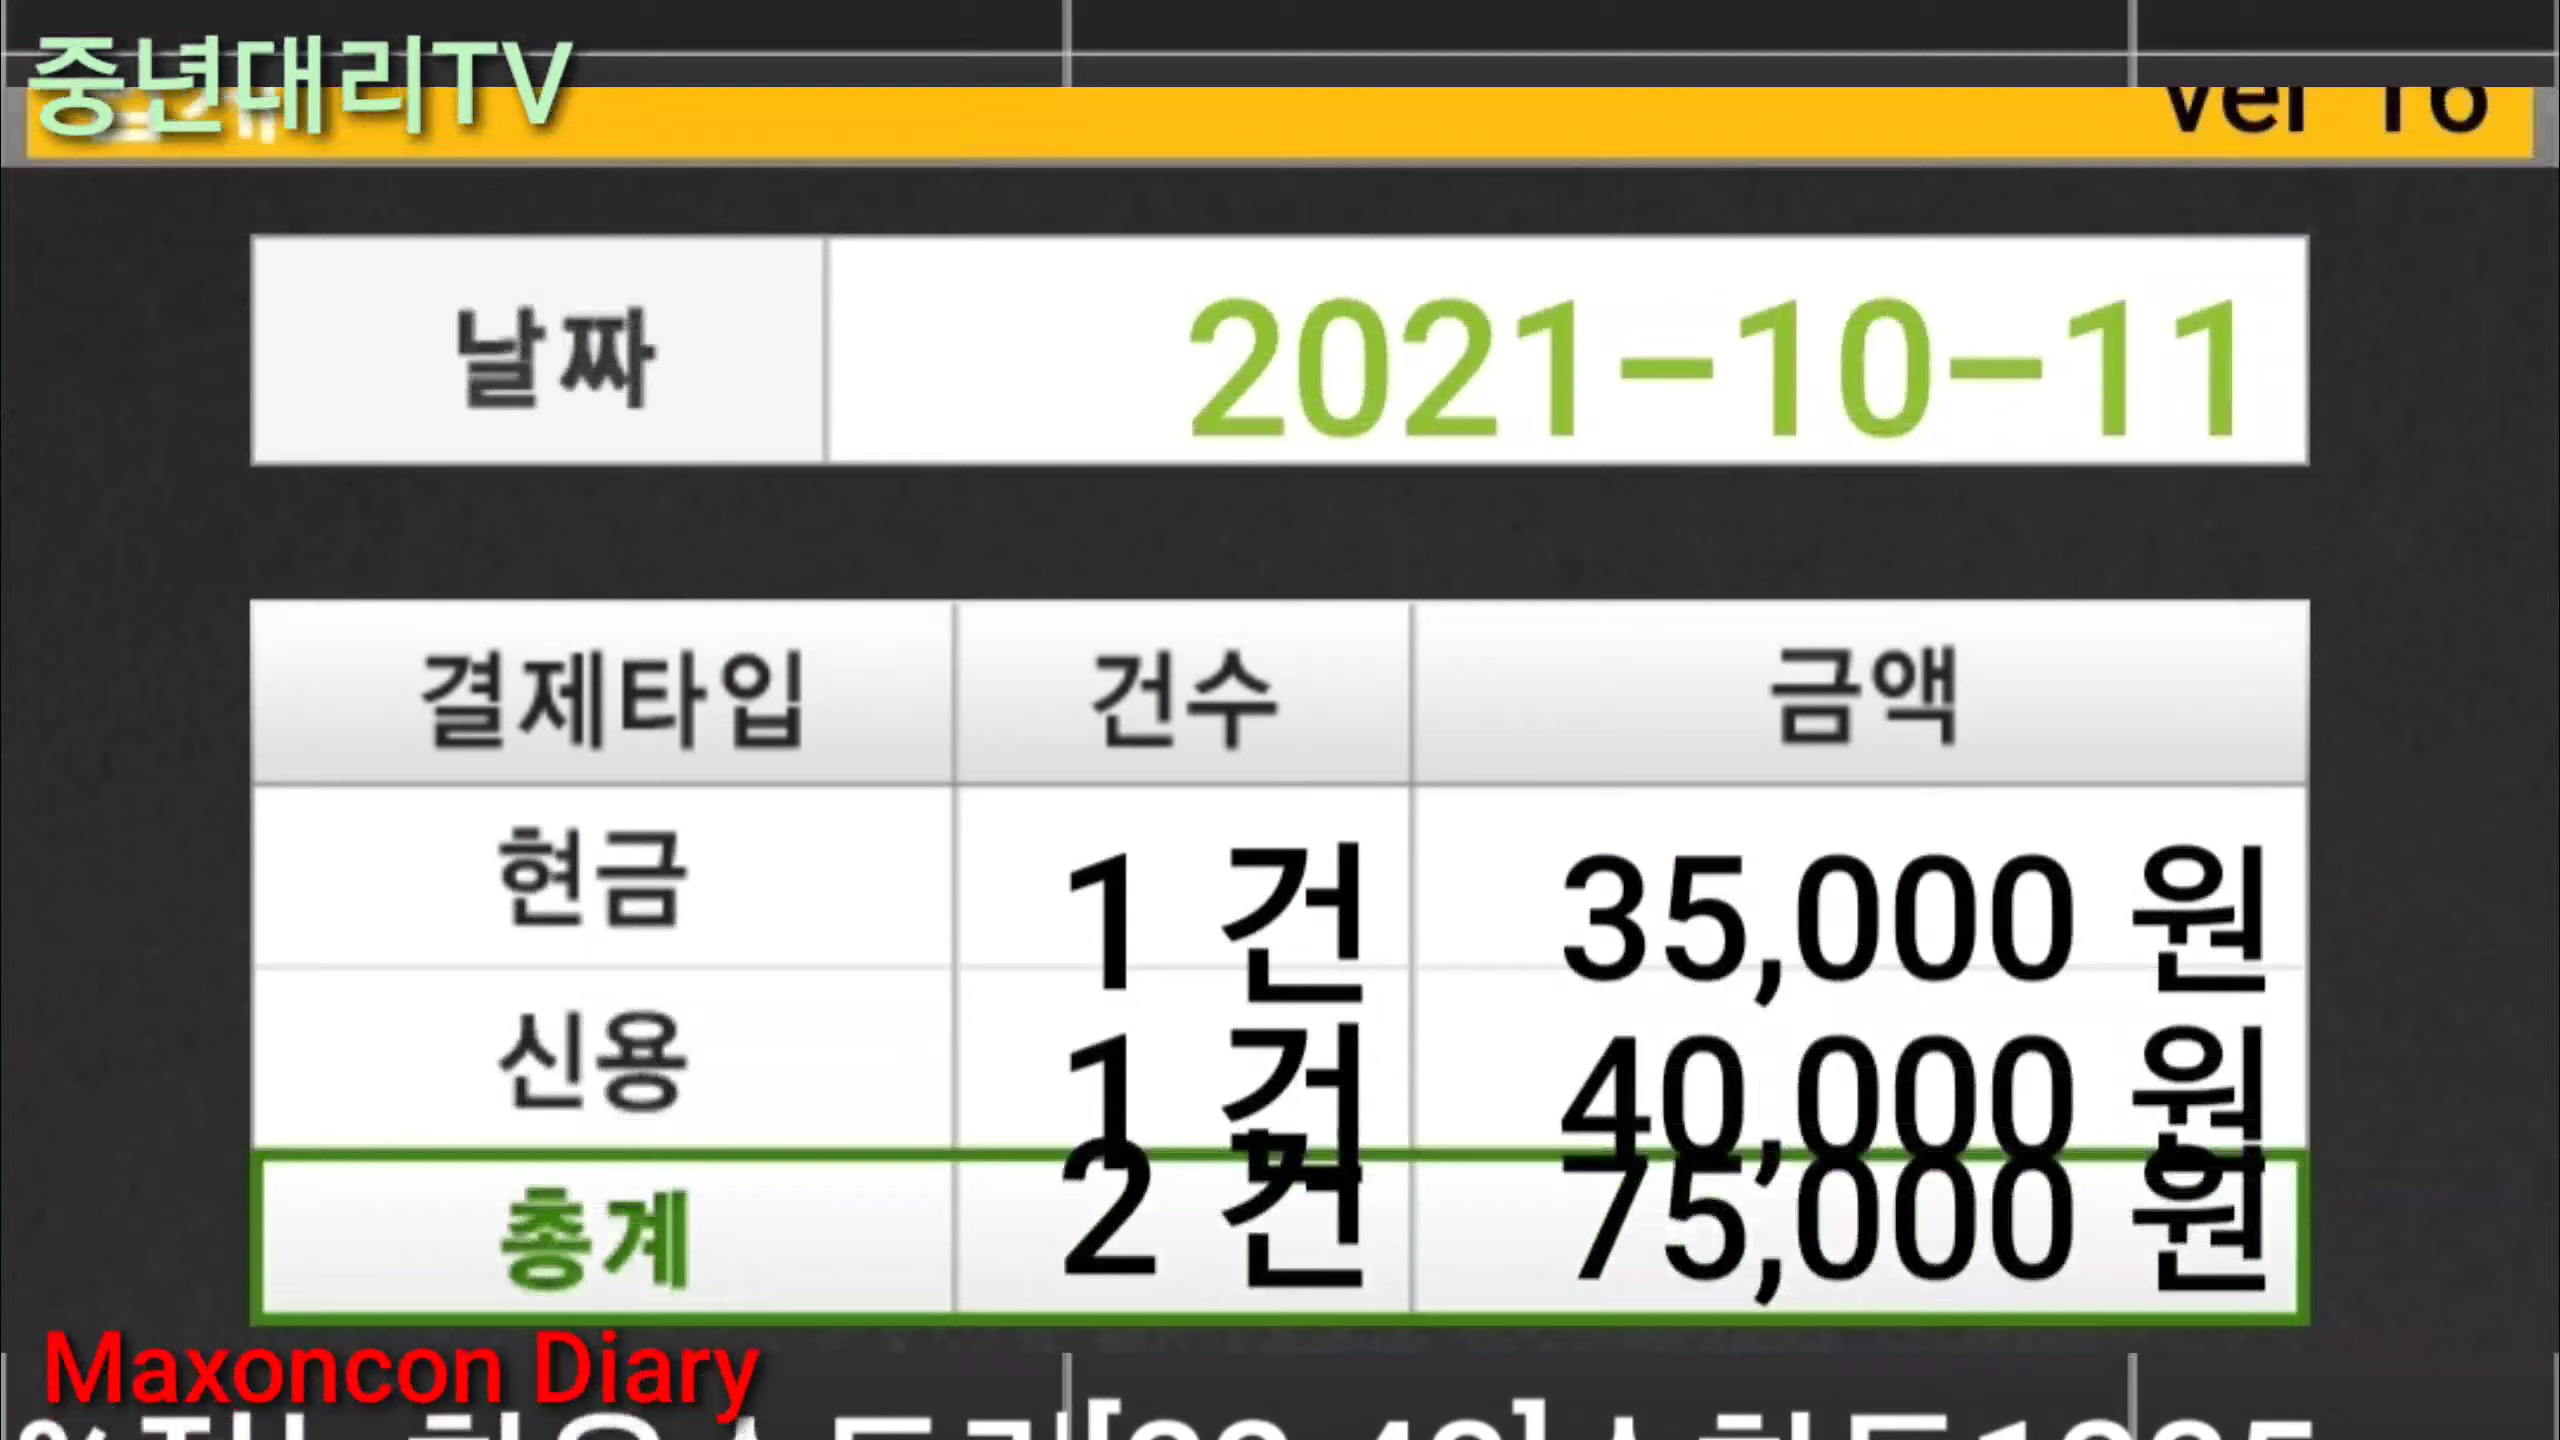 중년대리TV
Ver 16
날짜 2021-10-11
결제타입 건수 금액
현금 1 건 35,000 원
신용 1 건 40,000 원
총계 2 건 75,000 원
Maxoncon Diary